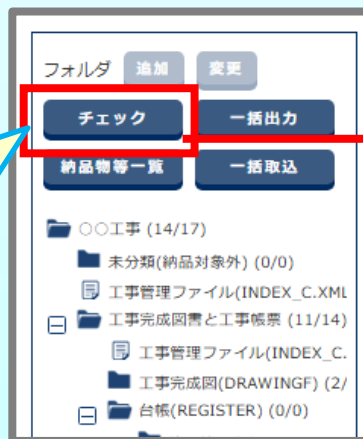 フォルダ 追加 変更
チェック 一括出力
納品物等一覧 一括取込
○○工事 (14/17)
未分類(納品対象外) (0/0)
工事管理ファイル(INDEX_C.XML
工事完成図書と工事帳票 (11/14)
工事管理ファイル(INDEX_C.
工事完成図(DRAWINGF) (2/
台帳(REGISTER) (0/0)